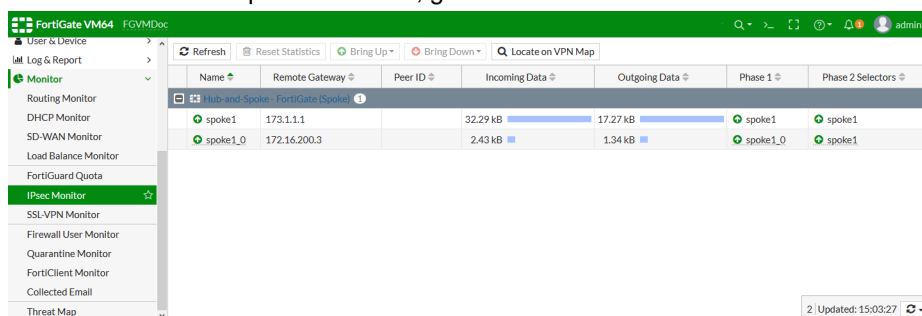 FortiGate VM64 FGVMDoc admin
User & Device
Log & Report
Monitor
Routing Monitor
DHCP Monitor
SD-WAN Monitor
Load Balance Monitor
FortiGuard Quota
IPsec Monitor
SSL-VPN Monitor
Firewall User Monitor
Quarantine Monitor
FortiClient Monitor
Collected Email
Threat Map
Refresh Reset Statistics Bring Up Bring Down Locate on VPN Map
Name Remote Gateway Peer ID Incoming Data Outgoing Data Phase 1 Phase 2 Selectors
Hub-and-Spoke - FortiGate (Spoke) 1
spoke1 173.1.1.1 32.29 kB 17.27 kB spoke1 spoke1
spoke1_0 172.16.200.3 2.43 kB 1.34 kB spoke1_0 spoke1
2 Updated: 15:03:27